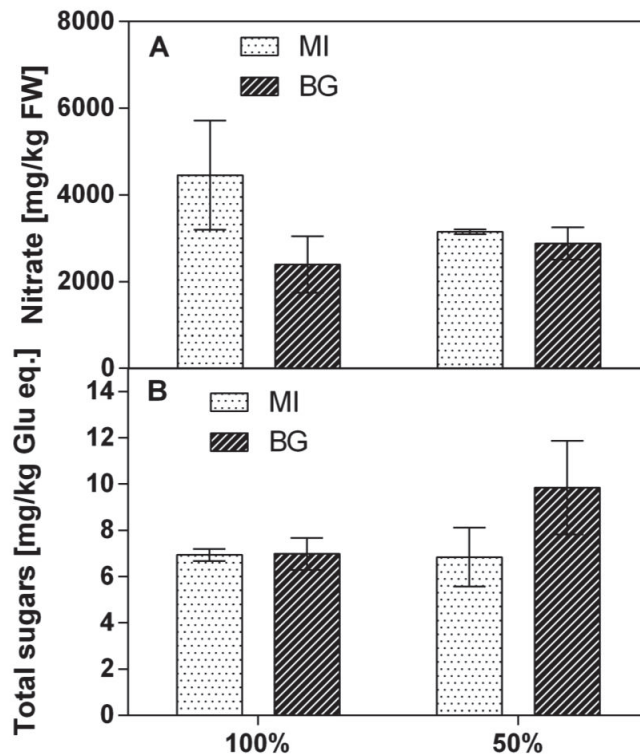 A
MI
BG
Nitrate [mg/kg FW]
8000
6000
4000
2000
0
B
MI
BG
Total sugars [mg/kg Glu eq.]
14
12
10
8
6
4
2
0
100%
50%